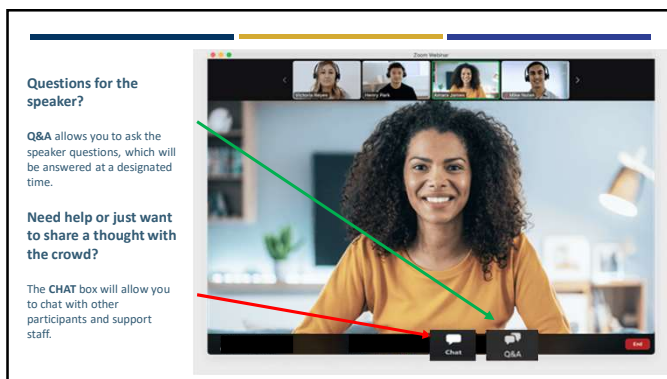 Questions for the
speaker?
Q&A allows you to ask the
speaker questions, which will
be answered at a designated
time.
Need help or just want
to share a thought with
the crowd?
The CHAT box will allow you
to chat with other
participants and support
staff.
Zoom Webinar
Victoria Reyes
Henry Park
Amara James
Mike Nolan
Chat
Q&A
End